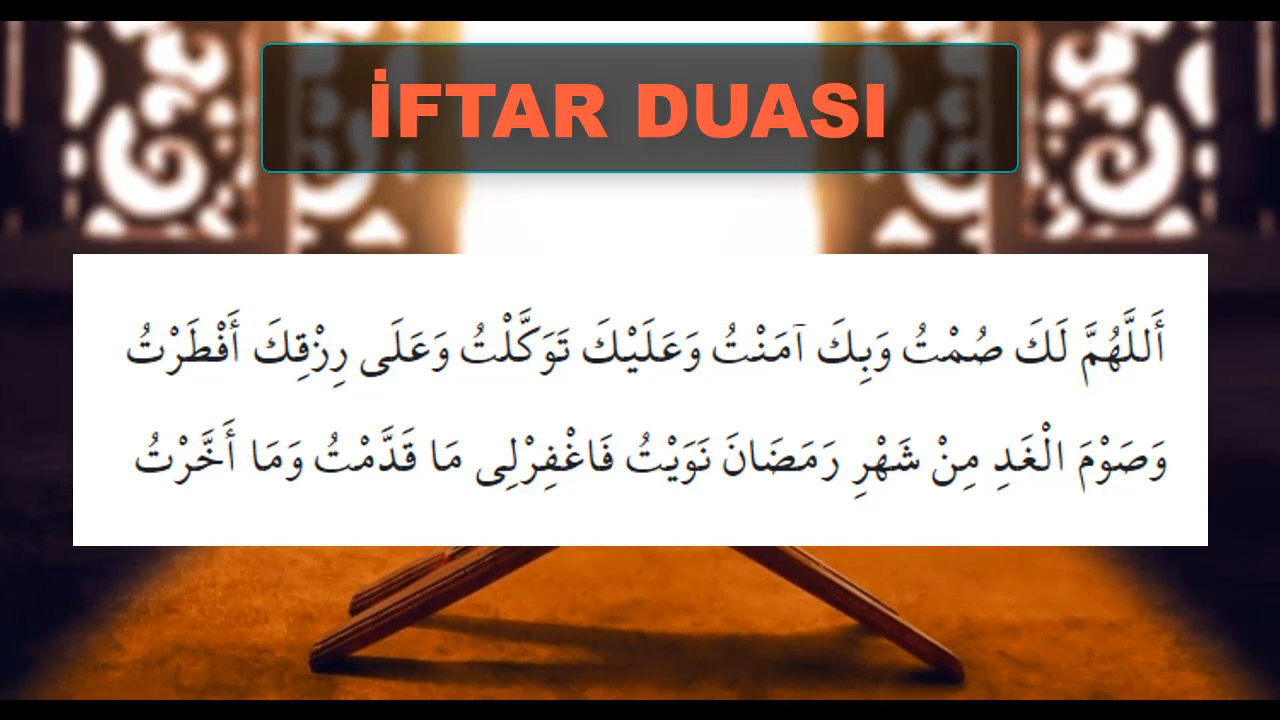 İFTAR DUASI
أَللَّهُمَّ لَكَ صُمْتُ وَبِكَ آمَنْتُ وَعَلَيْكَ تَوَكَّلْتُ وَعَلَى رِزْقِكَ أَفْطَرْتُ
وَصَوْمَ الْغَدِ مِنْ شَهْرِ رَمَضَانَ نَوَيْتُ فَاغْفِرْلِى مَا قَدَّمْتُ وَمَا أَخَّرْتُ